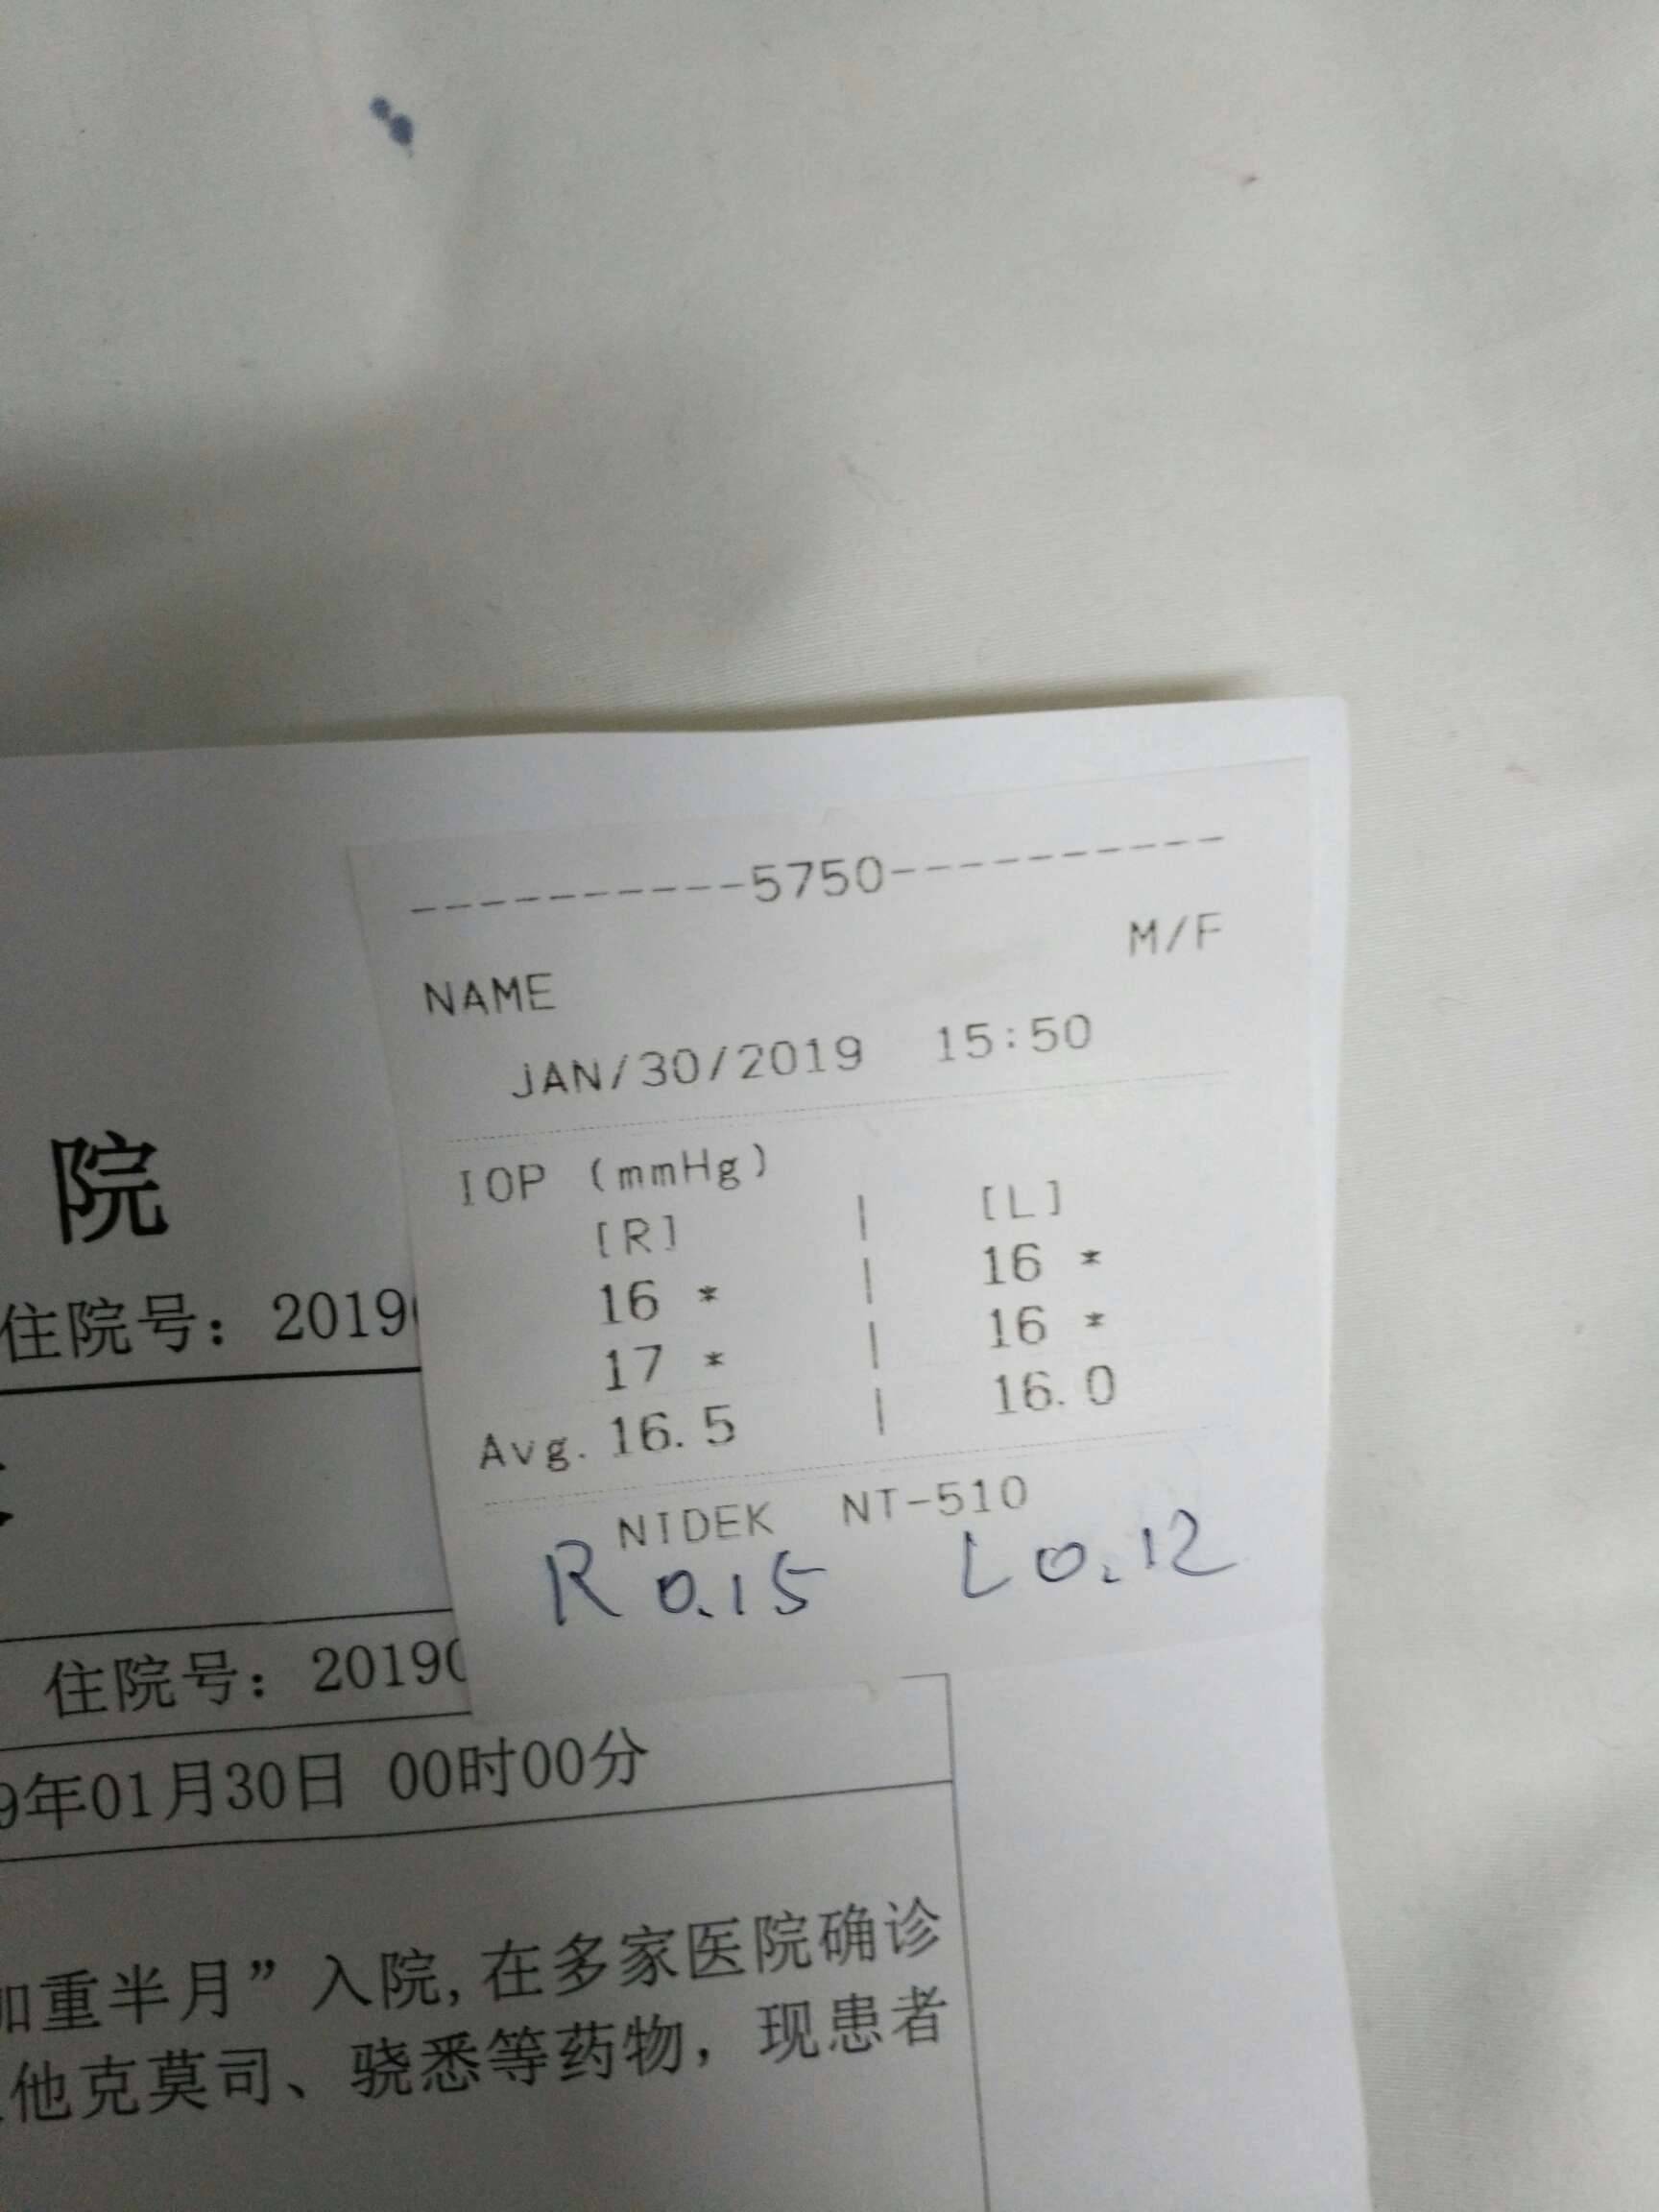 ----------5750----------
NAME M/F
JAN/30/2019 15:50
IOP (mmHg)
[R] | [L]
16 * | 16 *
17 * | 16 *
Avg. 16.5 | 16.0
NIDEK NT-510
R 0.15 L 0.12
院
住院号：2019
住院号：2019
9年01月30日 00时00分
加重半月”入院,在多家医院确诊
他克莫司、骁悉等药物，现患者